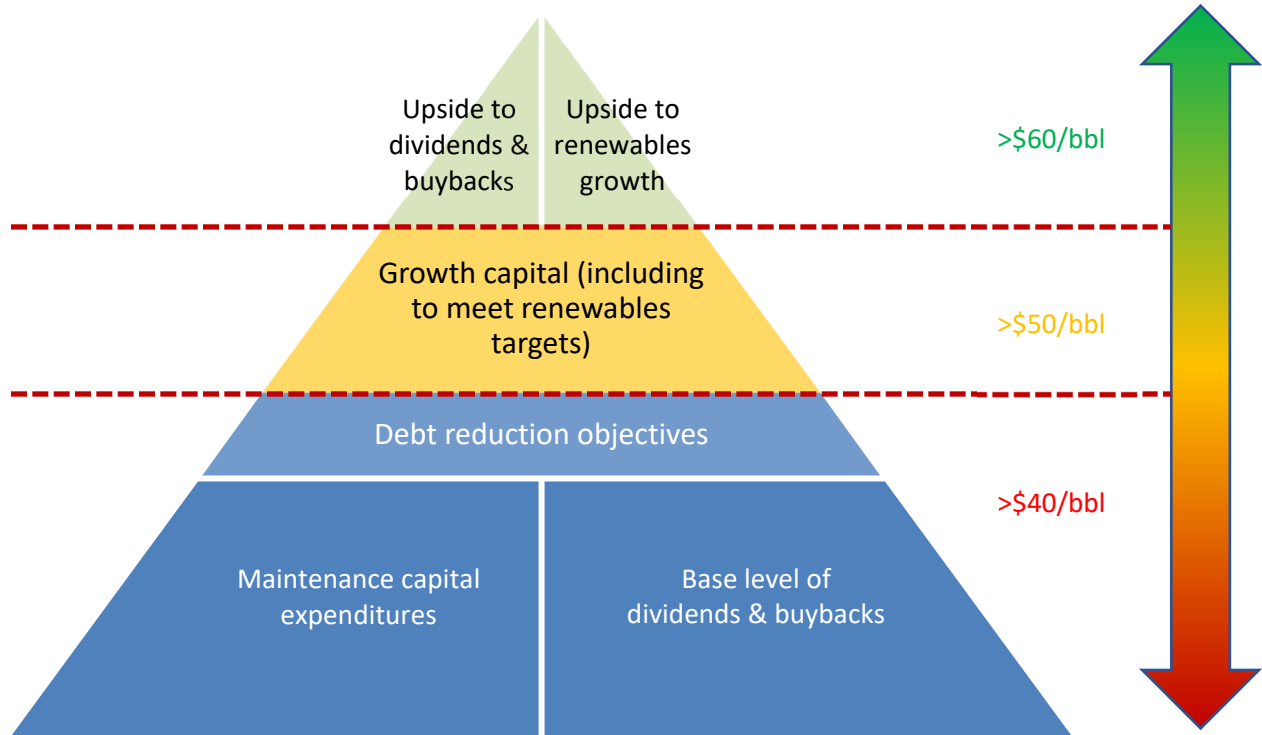 Upside to
dividends &
buybacks
Upside to
renewables
growth
>$60/bbl
Growth capital (including
to meet renewables
targets)
>$50/bbl
Debt reduction objectives
>$40/bbl
Maintenance capital
expenditures
Base level of
dividends & buybacks